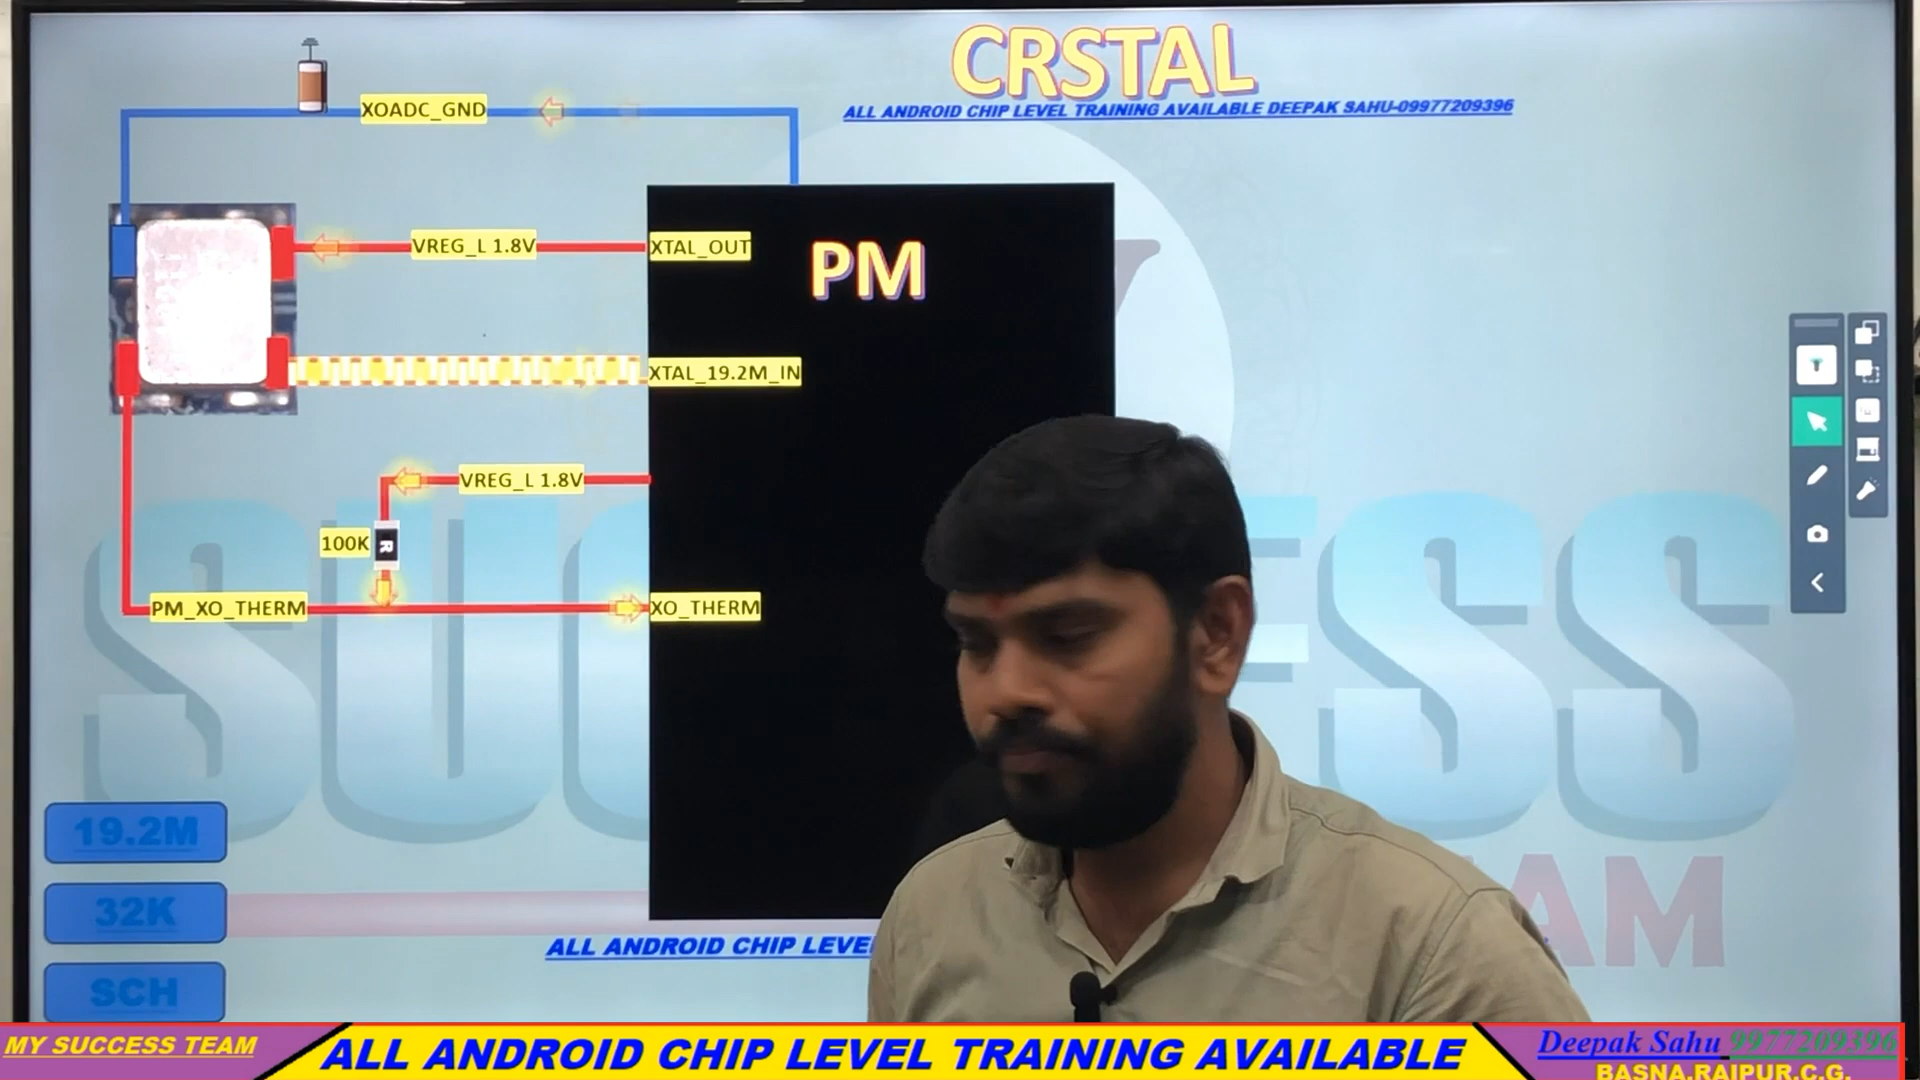 CRSTAL
ALL ANDROID CHIP LEVEL TRAINING AVAILABLE DEEPAK SAHU-09977209396
XOADC_GND
VREG_L 1.8V
XTAL_OUT
PM
XTAL_19.2M_IN
VREG_L 1.8V
100K
R
PM_XO_THERM
XO_THERM
19.2M
32K
SCH
AM
ALL ANDROID CHIP LEVE
MY SUCCESS TEAM
ALL ANDROID CHIP LEVEL TRAINING AVAILABLE
Deepak Sahu 9977209396
BASNA.RAIPUR.C.G.